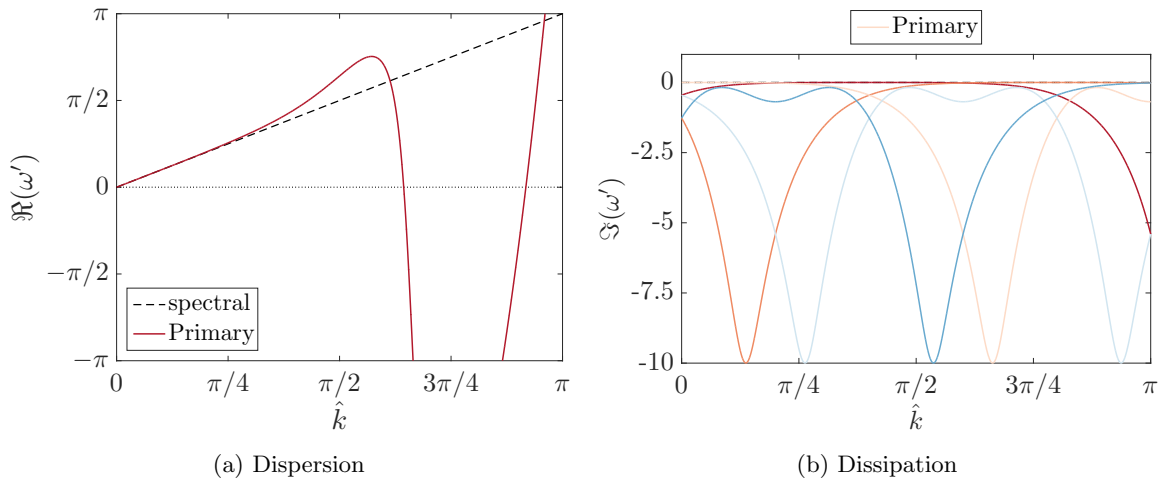 π
π/2
0
−π/2
−π
ℜ(ω′)
spectral
Primary
0
π/4
π/2
3π/4
π
k̂
(a) Dispersion
Primary
0
-2.5
-5
-7.5
-10
ℑ(ω′)
0
π/4
π/2
3π/4
π
k̂
(b) Dissipation